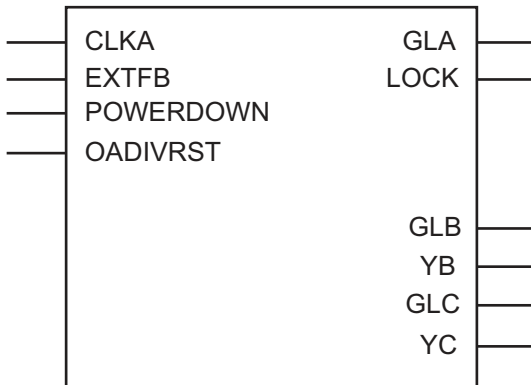 CLKA GLA
EXTFB LOCK
POWERDOWN
OADIVRST
GLB
YB
GLC
YC